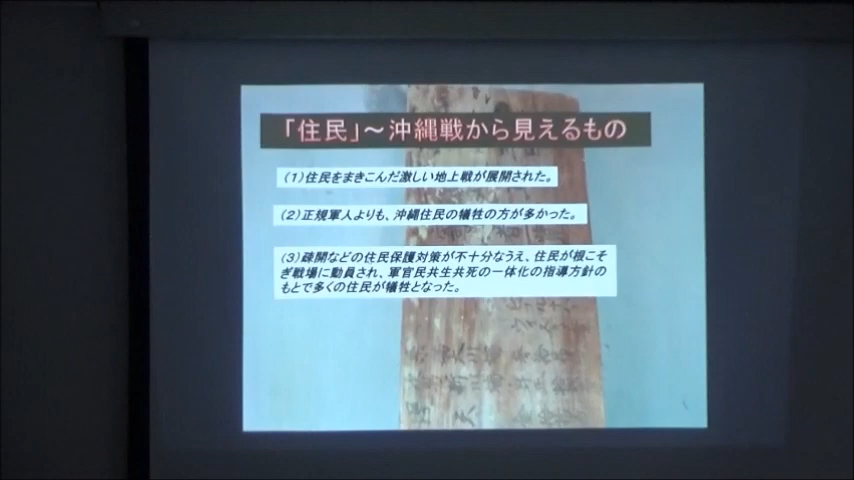 「住民」～沖縄戦から見えるもの
（1）住民をまきこんだ激しい地上戦が展開された。
（2）正規軍人よりも、沖縄住民の犠牲の方が多かった。
（3）疎開などの住民保護対策が不十分なうえ、住民が根こそ
ぎ戦場に動員され、軍官民共生共死の一体化の指導方針の
もとで多くの住民が犠牲となった。